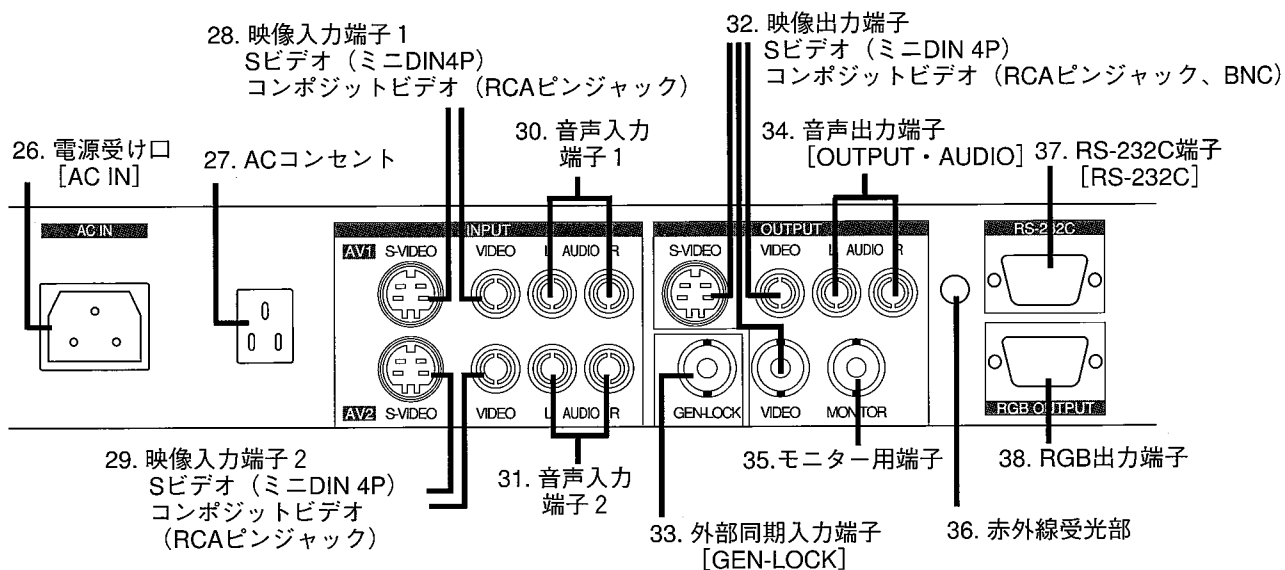 28. 映像入力端子1
Sビデオ（ミニDIN4P）
コンポジットビデオ（RCAピンジャック）
32. 映像出力端子
Sビデオ（ミニDIN 4P）
コンポジットビデオ（RCAピンジャック、BNC）
26. 電源受け口
［AC IN］
27. ACコンセント
30. 音声入力
端子1
34. 音声出力端子
［OUTPUT・AUDIO］
37. RS-232C端子
［RS-232C］
AC IN
INPUT
OUTPUT
RS-232C
AV1 S-VIDEO VIDEO L AUDIO R
S-VIDEO VIDEO L AUDIO R
AV2 S-VIDEO VIDEO L AUDIO R
GEN-LOCK VIDEO MONITOR
RGB OUTPUT
29. 映像入力端子2
Sビデオ（ミニDIN 4P）
コンポジットビデオ
（RCAピンジャック）
31. 音声入力
端子2
33. 外部同期入力端子
［GEN-LOCK］
35.モニター用端子
36. 赤外線受光部
38. RGB出力端子